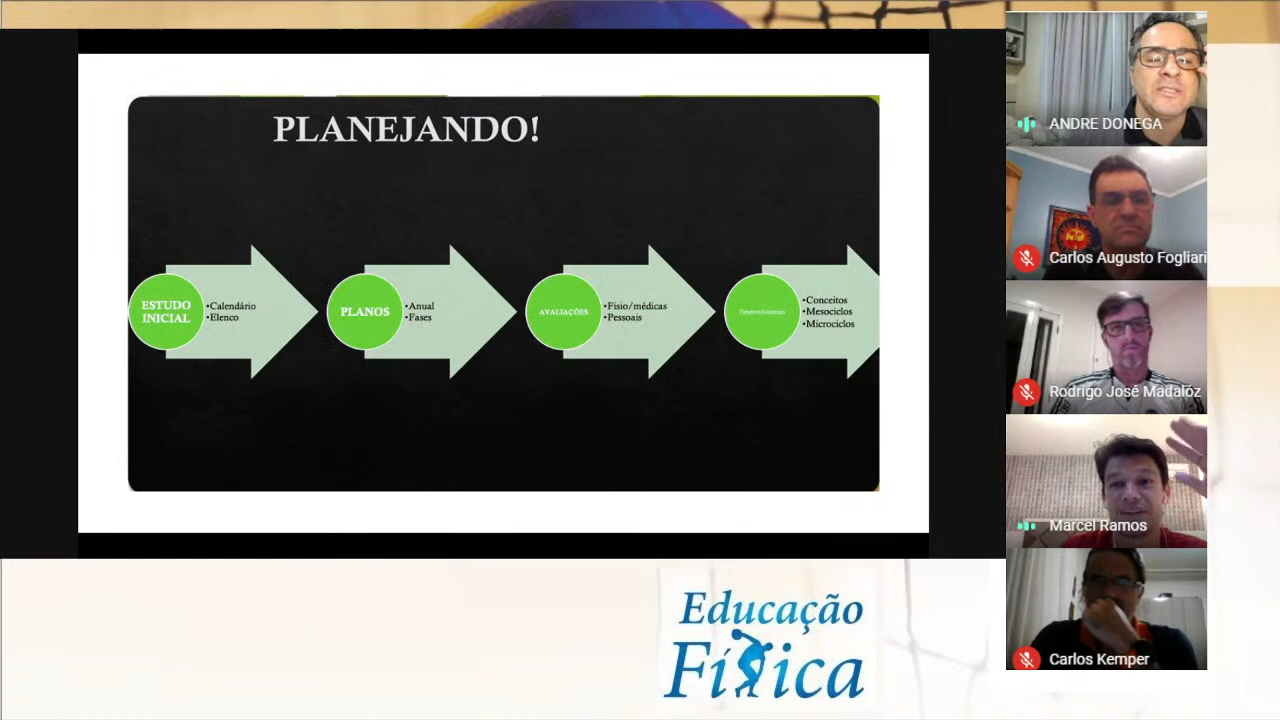 PLANEJANDO!
ESTUDO
INICIAL
•Calendário
•Elenco
PLANOS
•Anual
•Fases
AVALIAÇÕES
•Fisio/médicas
•Pessoais
Desenvolvimento
•Conceitos
•Mesociclos
•Microciclos
ANDRE DONEGA
Carlos Augusto Fogliari
Rodrigo José Madalóz
Marcel Ramos
Carlos Kemper
Educação
Física